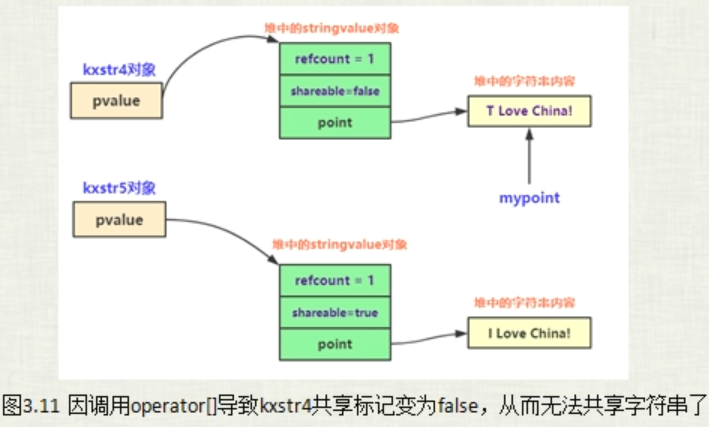 堆中的stringvalue对象
kxstr4对象
pvalue
refcount = 1
shareable=false
point
堆中的字符串内容
T Love China!
mypoint
kxstr5对象
pvalue
堆中的stringvalue对象
refcount = 1
shareable=true
point
堆中的字符串内容
I Love China!
图3.11 因调用operator[]导致kxstr4共享标记变为false，从而无法共享字符串了